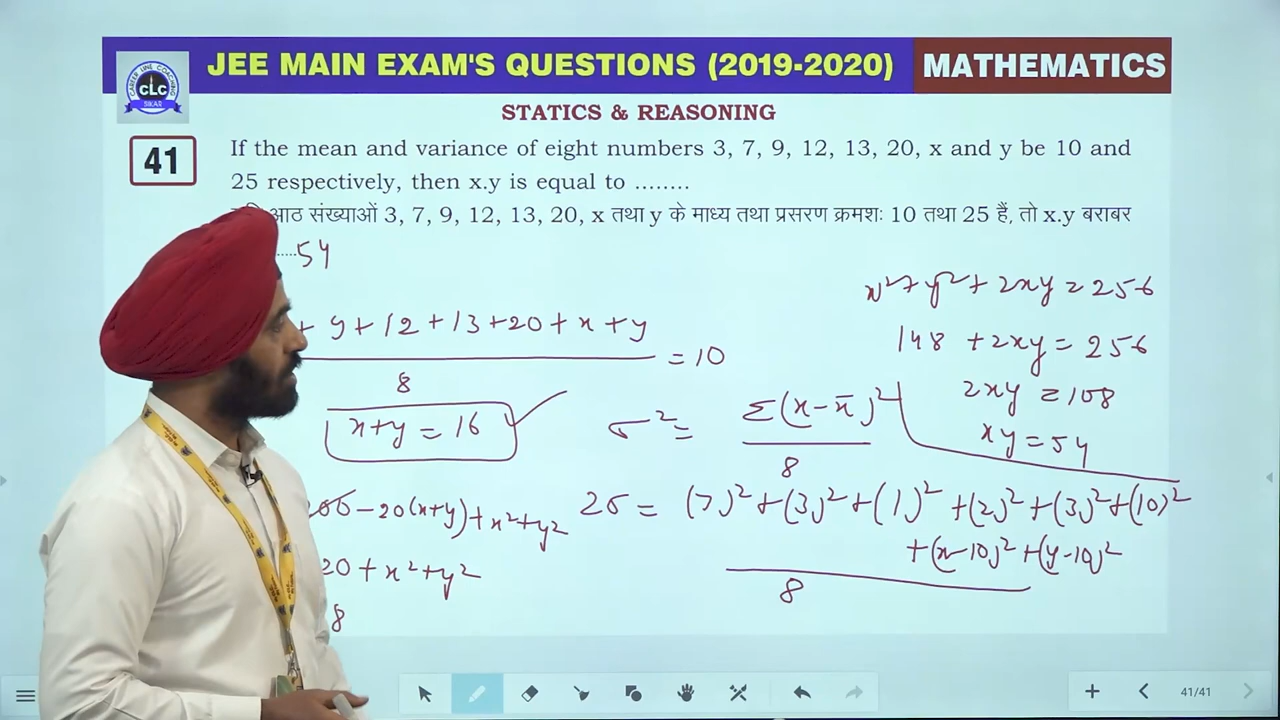 JEE MAIN EXAM'S QUESTIONS (2019-2020) MATHEMATICS
CAREER LINE COACHING
CLC
SIKAR
STATICS & REASONING
41
If the mean and variance of eight numbers 3, 7, 9, 12, 13, 20, x and y be 10 and
25 respectively, then x.y is equal to ........
आठ संख्याओं 3, 7, 9, 12, 13, 20, x तथा y के माध्य तथा प्रसरण क्रमशः 10 तथा 25 हैं, तो x.y बराबर
.....54
+ 9 + 12 + 13 + 20 + x + y
8
= 10
x+y = 16
- 20(x+y) + x² + y²
20 + x² + y²
8
x² + y² + 2xy = 256
148 + 2xy = 256
2xy = 108
xy = 54
σ² = Σ(x - x̄)²
8
25 = (7)² + (3)² + (1)² + (2)² + (3)² + (10)²
+ (x-10)² + (y-10)²
8
41/41